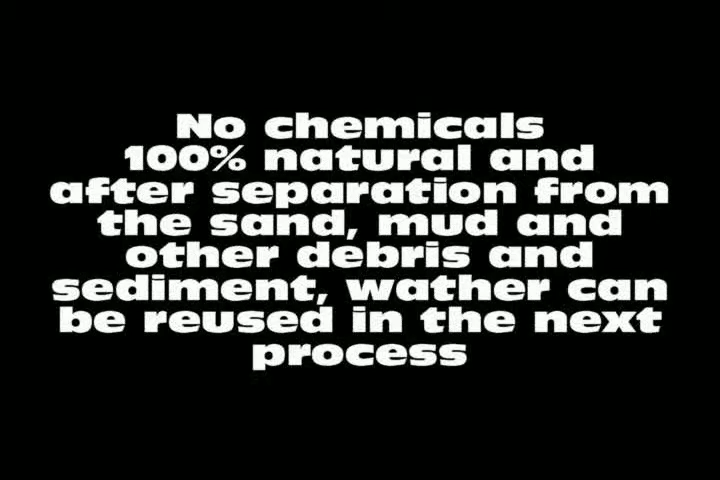 No chemicals
100% natural and
after separation from
the sand, mud and
other debris and
sediment, wather can
be reused in the next
process